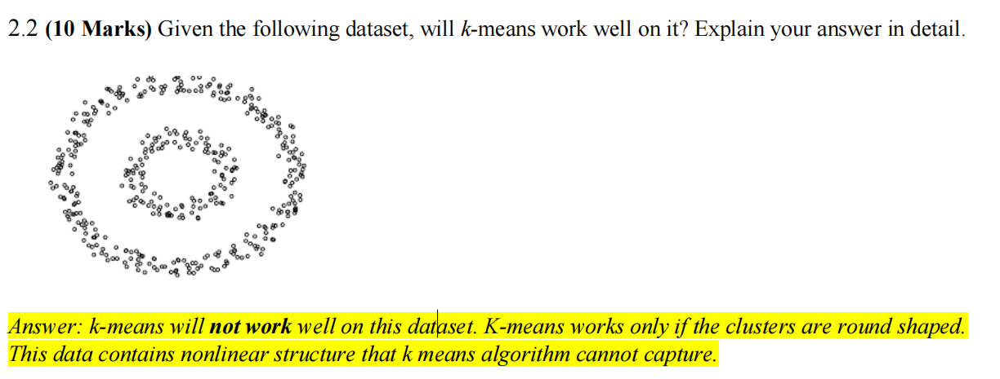 2.2 (10 Marks) Given the following dataset, will k-means work well on it? Explain your answer in detail.
Answer: k-means will not work well on this dataset. K-means works only if the clusters are round shaped.
This data contains nonlinear structure that k means algorithm cannot capture.